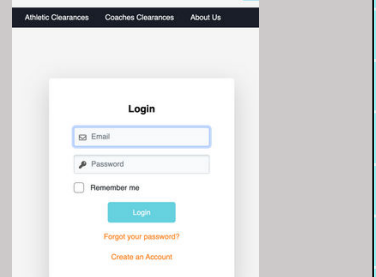 Athletic Clearances Coaches Clearances About Us
Login
Email
Password
Remember me
Login
Forgot your password?
Create an Account